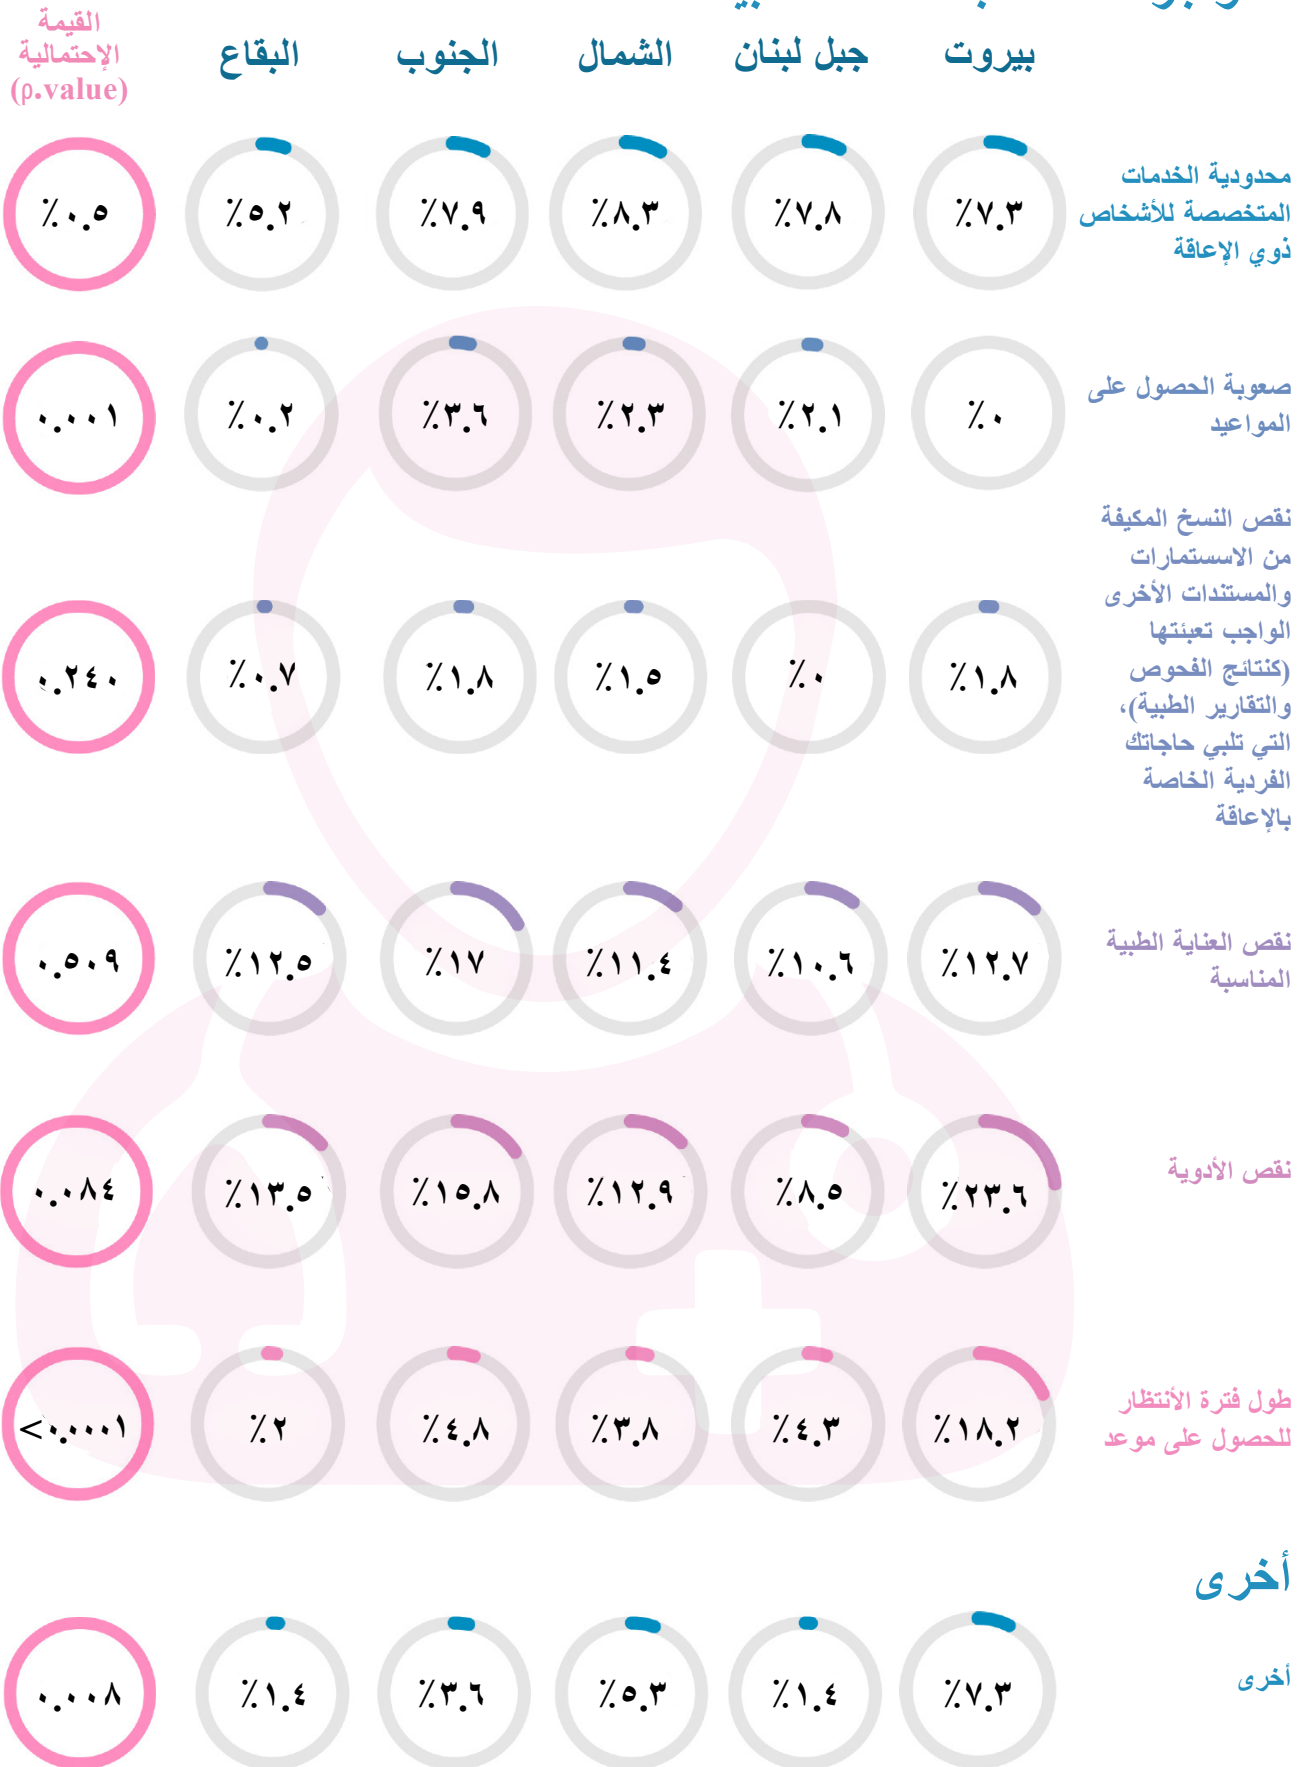 بيروت
جبل لبنان
الشمال
الجنوب
البقاع
القيمة
الإحتمالية
(ρ.value)
محدودية الخدمات
المتخصصة للأشخاص
ذوي الإعاقة
٪٧.٣
٪٧.٨
٪٨.٣
٪٧.٩
٪٥.٢
٪٠.٥
صعوبة الحصول على
المواعيد
٪٠
٪٢.١
٪٢.٣
٪٣.٦
٪٠.٢
٠.٠٠١
نقص النسخ المكيفة
من الاسستمارات
والمستندات الأخرى
الواجب تعبئتها
(كنتائج الفحوص
والتقارير الطبية)،
التي تلبي حاجاتك
الفردية الخاصة
بالإعاقة
٪١.٨
٪٠
٪١.٥
٪١.٨
٪٠.٧
٠.٢٤٠
نقص العناية الطبية
المناسبة
٪١٢.٧
٪١٠.٦
٪١١.٤
٪١٧
٪١٢.٥
٠.٥٠٩
نقص الأدوية
٪٢٣.٦
٪٨.٥
٪١٢.٩
٪١٥.٨
٪١٣.٥
٠.٠٨٤
طول فترة الأنتظار
للحصول على موعد
٪١٨.٢
٪٤.٣
٪٣.٨
٪٤.٨
٪٢
<٠.٠٠٠١
أخرى
أخرى
٪٧.٣
٪١.٤
٪٥.٣
٪٣.٦
٪١.٤
٠.٠٠٨